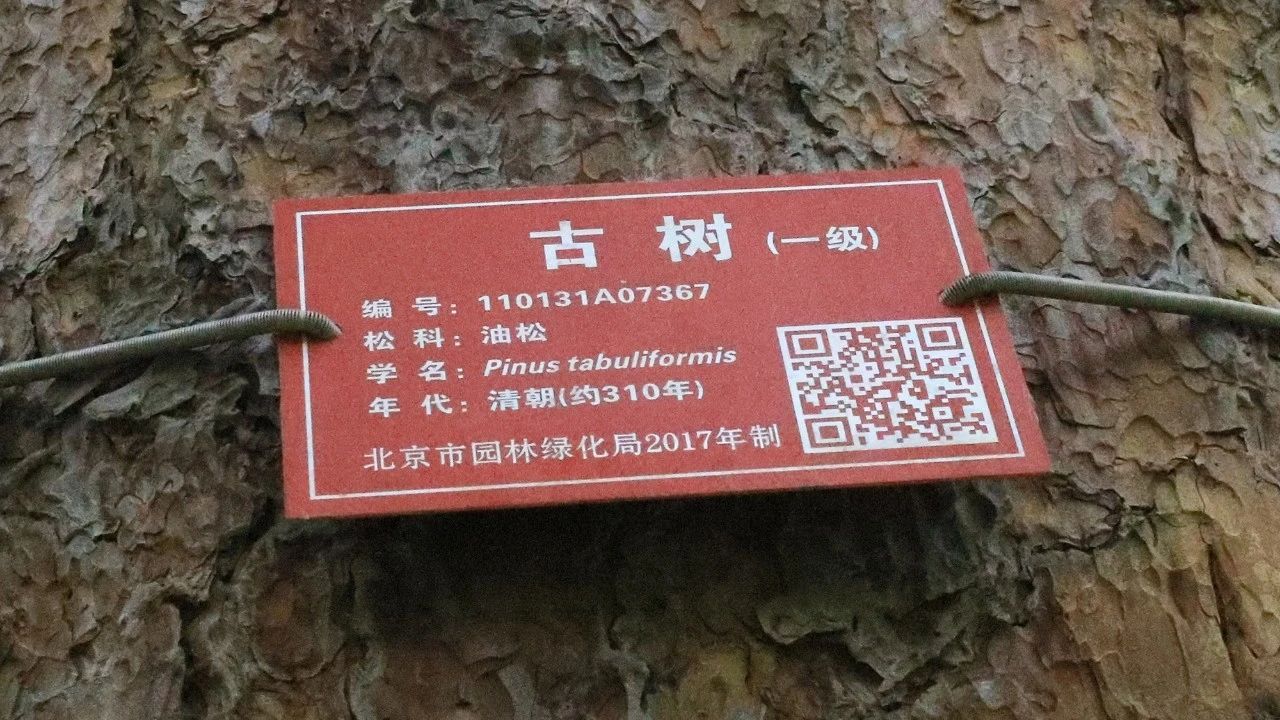 古树(一级)
编号：110131A07367
松科：油松
学名：Pinus tabuliformis
年代：清朝(约310年)
北京市园林绿化局2017年制